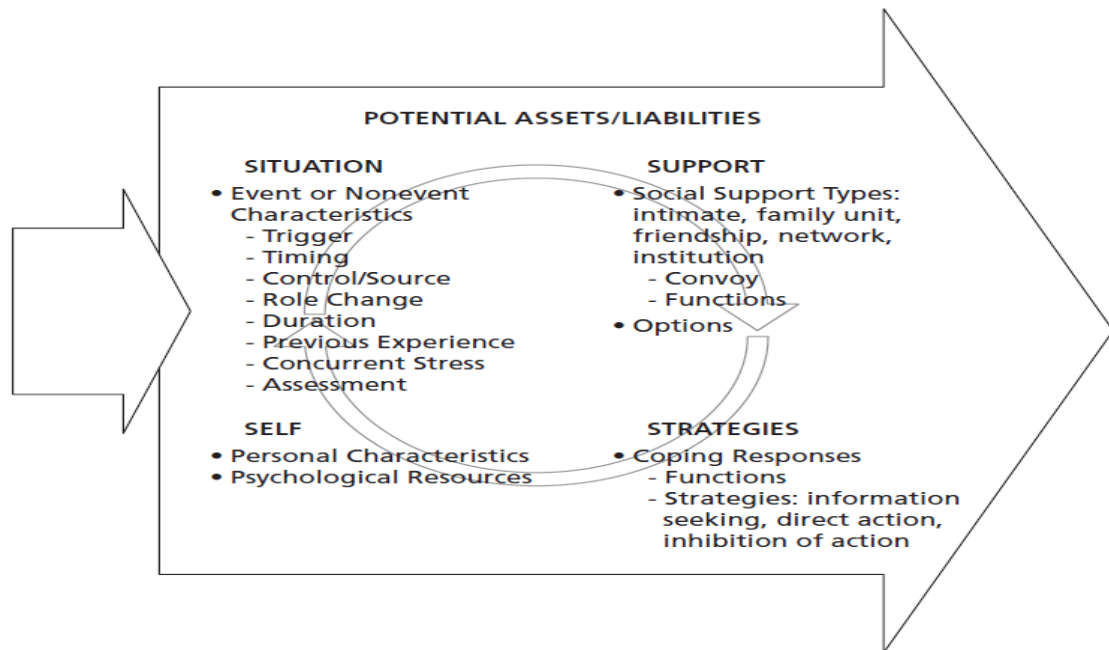 POTENTIAL ASSETS/LIABILITIES
SITUATION
• Event or Nonevent
Characteristics
- Trigger
- Timing
- Control/Source
- Role Change
- Duration
- Previous Experience
- Concurrent Stress
- Assessment
SUPPORT
• Social Support Types:
intimate, family unit,
friendship, network,
institution
- Convoy
- Functions
• Options
SELF
• Personal Characteristics
• Psychological Resources
STRATEGIES
• Coping Responses
- Functions
- Strategies: information
seeking, direct action,
inhibition of action